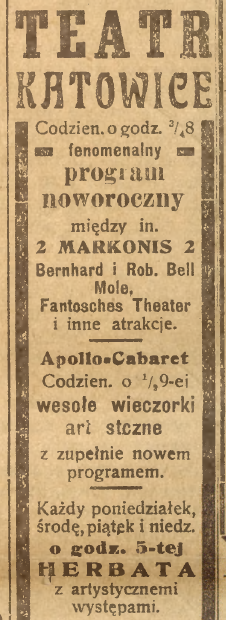 TEATR
KATOWICE
Codzien. o godz. ³/₄8
fenomenalny
program
noworoczny
między in.
2 MARKONIS 2
Bernhard i Rob. Bell
Mole,
Fantosches Theater
i inne atrakcje.
Apollo-Cabaret
Codzien. o ¹/₂9-ei
wesołe wieczorki
art stczne
z zupełnie nowem
programem.
Każdy poniedziałek,
środę, piątek i niedz.
o godz. 5-tej
HERBATA
z artystycznemi
występami.